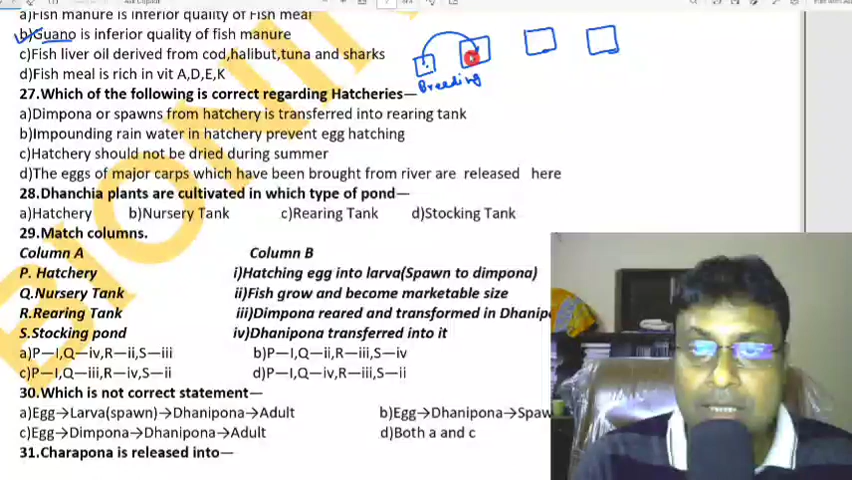 a)Fish manure is inferior quality of Fish meal
b)Guano is inferior quality of fish manure
c)Fish liver oil derived from cod,halibut,tuna and sharks
d)Fish meal is rich in vit A,D,E,K
Breeding
27.Which of the following is correct regarding Hatcheries—
a)Dimpona or spawns from hatchery is transferred into rearing tank
b)Impounding rain water in hatchery prevent egg hatching
c)Hatchery should not be dried during summer
d)The eggs of major carps which have been brought from river are released here
28.Dhanchia plants are cultivated in which type of pond—
a)Hatchery b)Nursery Tank c)Rearing Tank d)Stocking Tank
29.Match columns.
Column A Column B
P. Hatchery i)Hatching egg into larva(Spawn to dimpona)
Q.Nursery Tank ii)Fish grow and become marketable size
R.Rearing Tank iii)Dimpona reared and transformed in Dhanipo
S.Stocking pond iv)Dhanipona transferred into it
a)P—I,Q—iv,R—ii,S—iii b)P—I,Q—ii,R—iii,S—iv
c)P—I,Q—iii,R—iv,S—ii d)P—I,Q—iv,R—iii,S—ii
30.Which is not correct statement—
a)Egg→Larva(spawn)→Dhanipona→Adult b)Egg→Dhanipona→Spaw
c)Egg→Dimpona→Dhanipona→Adult d)Both a and c
31.Charapona is released into—
BIONI